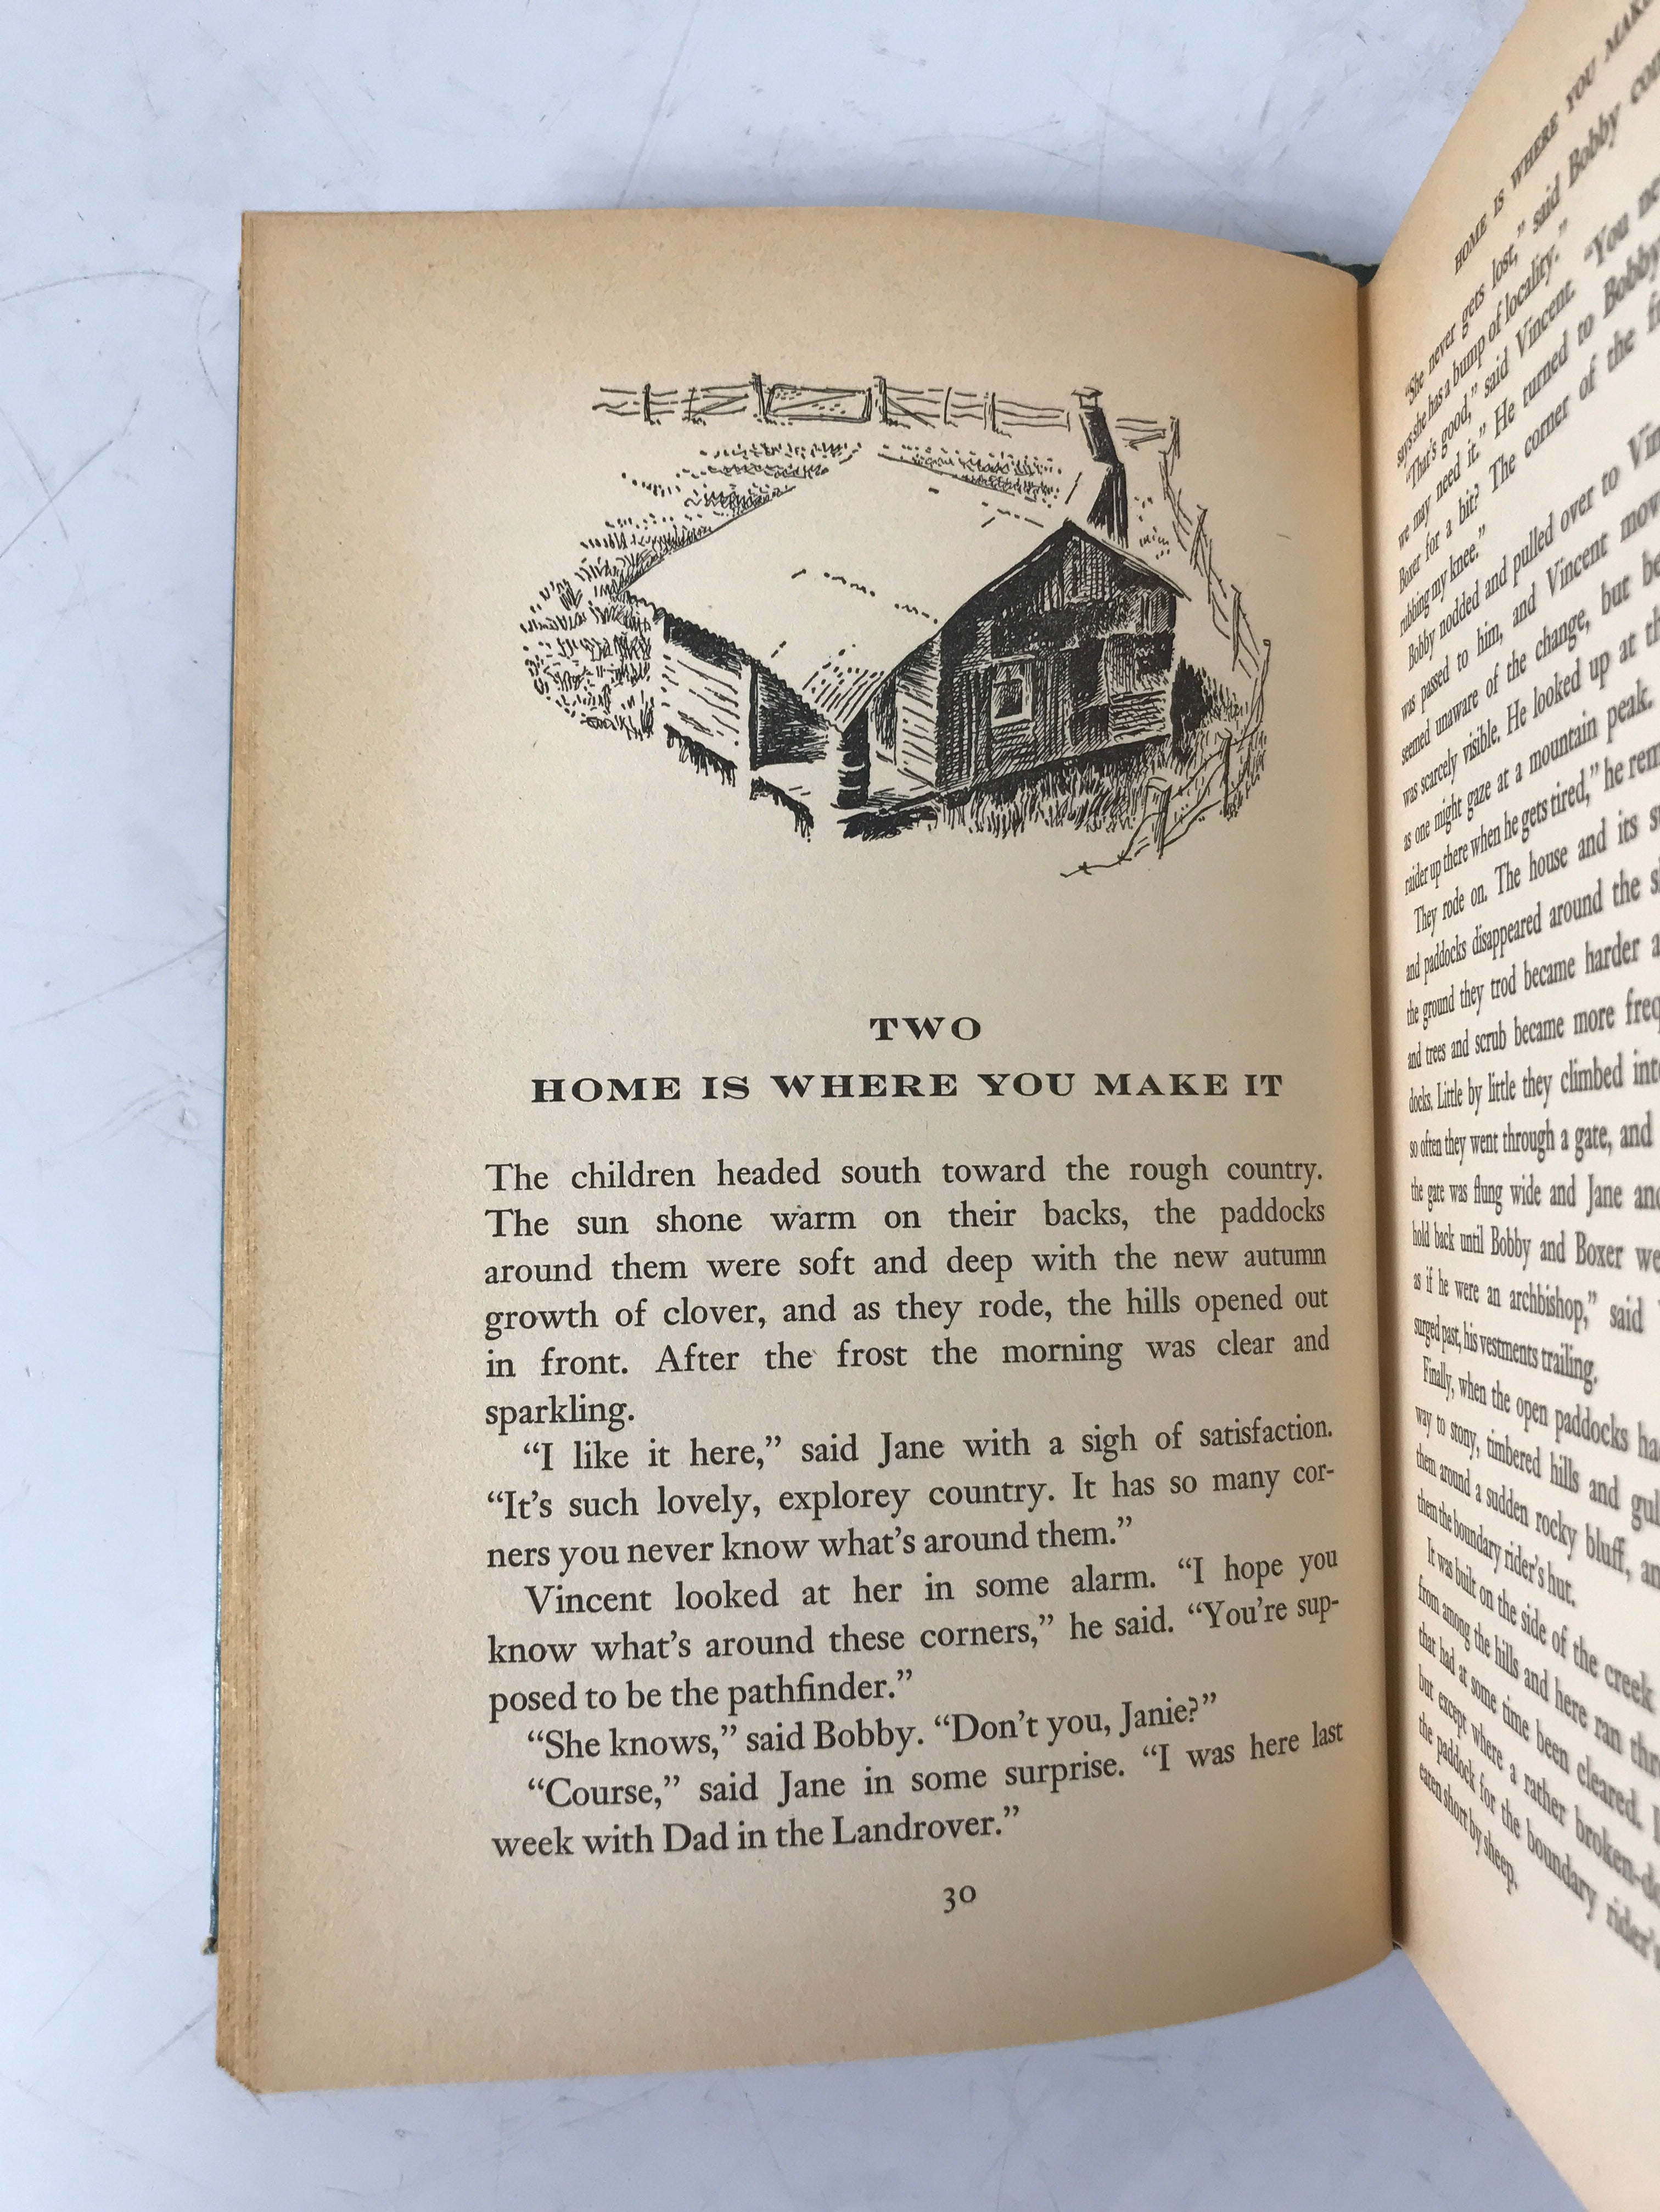 TWO
HOME IS WHERE YOU MAKE IT
The children headed south toward the rough country.
The sun shone warm on their backs, the paddocks
around them were soft and deep with the new autumn
growth of clover, and as they rode, the hills opened out
in front. After the frost the morning was clear and
sparkling.
“I like it here,” said Jane with a sigh of satisfaction.
“It’s such lovely, explorey country. It has so many cor-
ners you never know what’s around them.”
Vincent looked at her in some alarm. “I hope you
know what’s around these corners,” he said. “You’re sup-
posed to be the pathfinder.”
“She knows,” said Bobby. “Don’t you, Janie?”
“Course,” said Jane in some surprise. “I was here last
week with Dad in the Landrover.”
30
HOME IS WHERE YOU MAKE
“She never gets lost,” said Bobby
says she has a bump of locality.”
“That’s good,” said Vincent. “You
we may need it.” He turned to Bobby
Boxer for a bit? The corner of the
rubbing my knee.”
Bobby nodded and pulled over to
was passed to him, and Vincent
seemed unaware of the change, but
was scarcely visible. He looked up at
as one might gaze at a mountain peak.
raider up there when he gets tired,” he
They rode on. The house and its
and paddocks disappeared around the
the ground they trod became harder
and trees and scrub became more
docks. Little by little they climbed
so often they went through a gate, and
the gate was flung wide and Jane
hold back until Bobby and Boxer
as if he were an archbishop,” said
surged past, his vestments trailing.
Finally, when the open paddocks
way to stony, timbered hills and
them around a sudden rocky bluff,
them the boundary rider’s hut.
It was built on the side of the creek
from among the hills and here ran
that had at some time been cleared.
but except where a rather
the paddock for the boundary rider’s
eaten short by sheep.